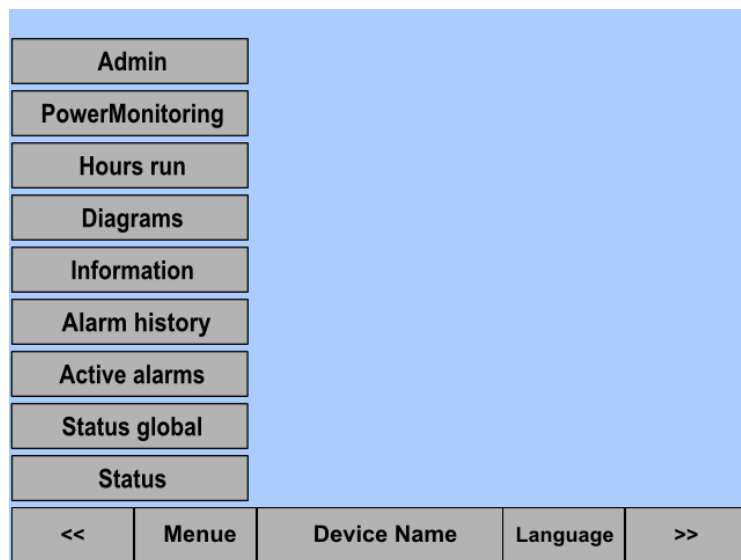 Admin
PowerMonitoring
Hours run
Diagrams
Information
Alarm history
Active alarms
Status global
Status
<< Menue Device Name Language >>